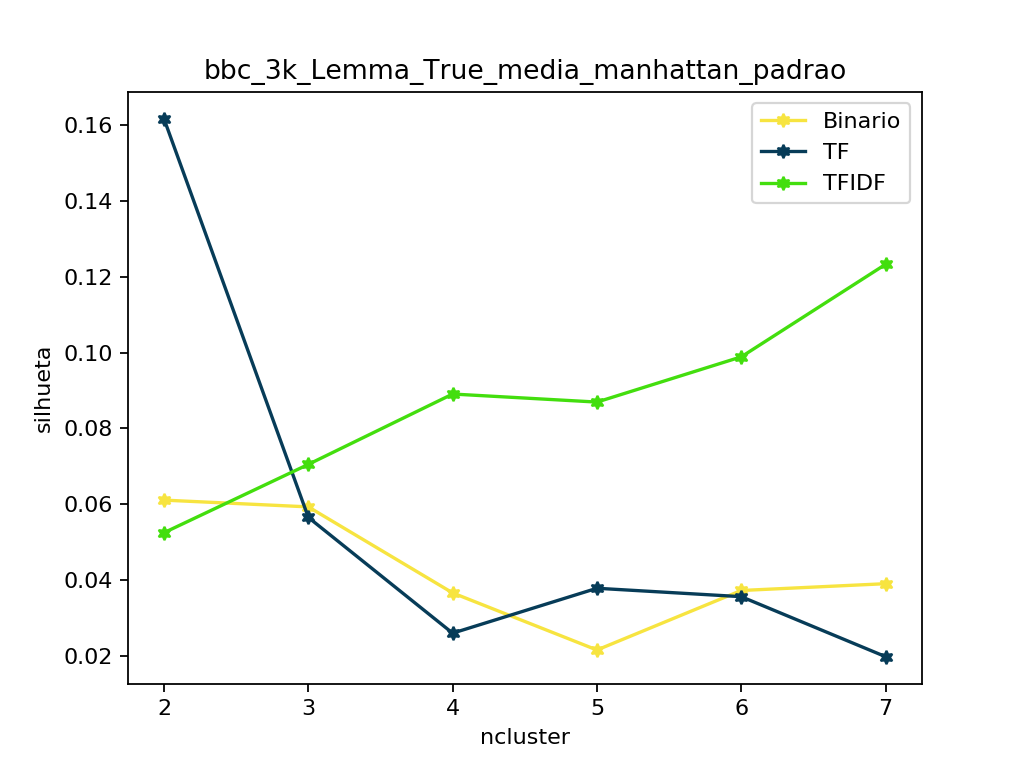 bbc_3k_Lemma_True_media_manhattan_padrao
Binario
TF
TFIDF
silhueta
0.16
0.14
0.12
0.10
0.08
0.06
0.04
0.02
2 3 4 5 6 7
ncluster